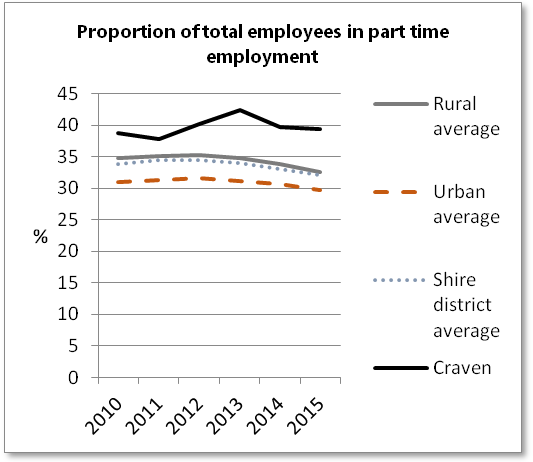 Proportion of total employees in part time
employment
45
40
35
30
25
20
15
10
5
0
%
2010
2011
2012
2013
2014
2015
Rural
average
Urban
average
Shire
district
average
Craven